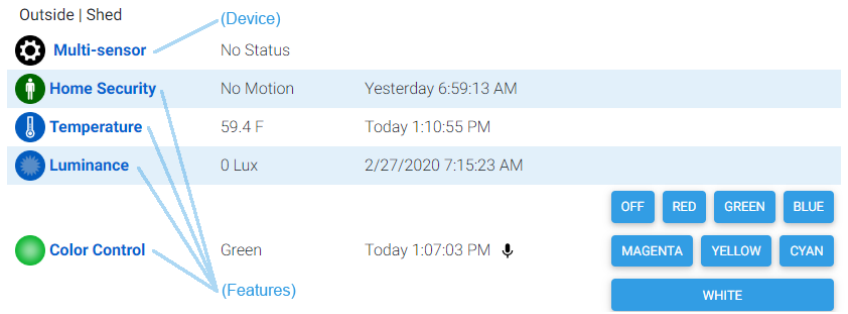 Outside | Shed
(Device)
Multi-sensor No Status
Home Security No Motion Yesterday 6:59:13 AM
Temperature 59.4 F Today 1:10:55 PM
Luminance 0 Lux 2/27/2020 7:15:23 AM
OFF RED GREEN BLUE
Color Control Green Today 1:07:03 PM MAGENTA YELLOW CYAN
(Features)
WHITE